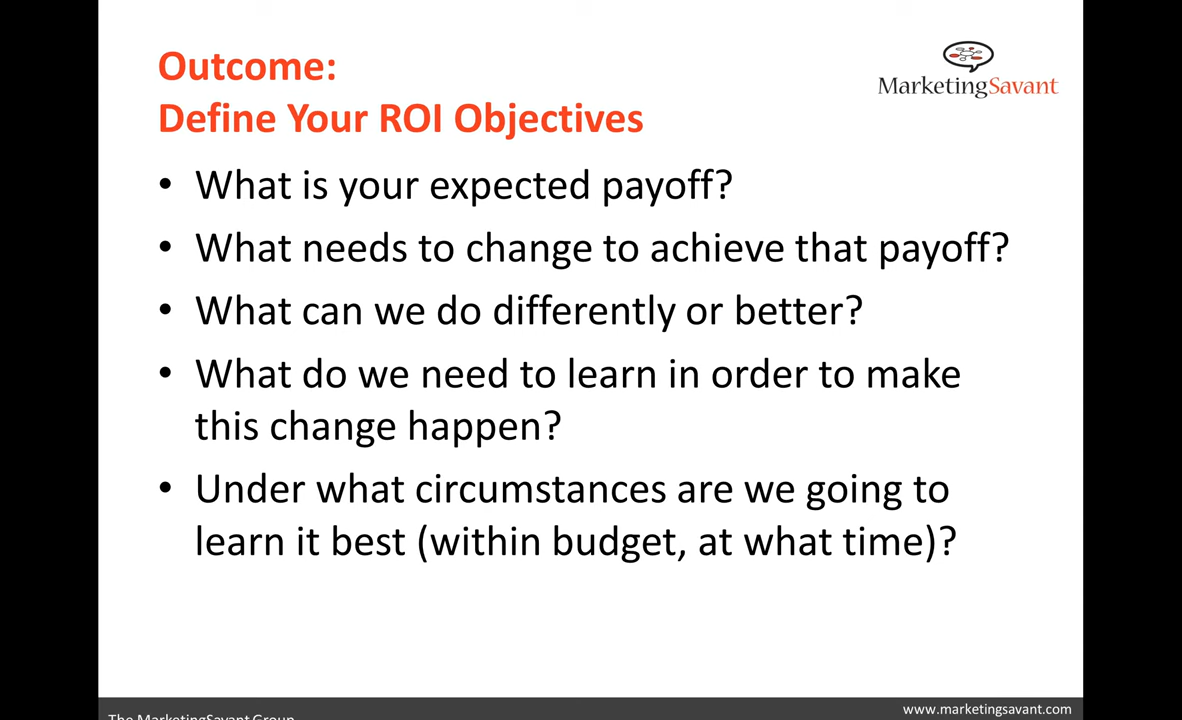 Outcome:
Define Your ROI Objectives
MarketingSavant
• What is your expected payoff?
• What needs to change to achieve that payoff?
• What can we do differently or better?
• What do we need to learn in order to make
this change happen?
• Under what circumstances are we going to
learn it best (within budget, at what time)?
The MarketingSavant Group
www.marketingsavant.com